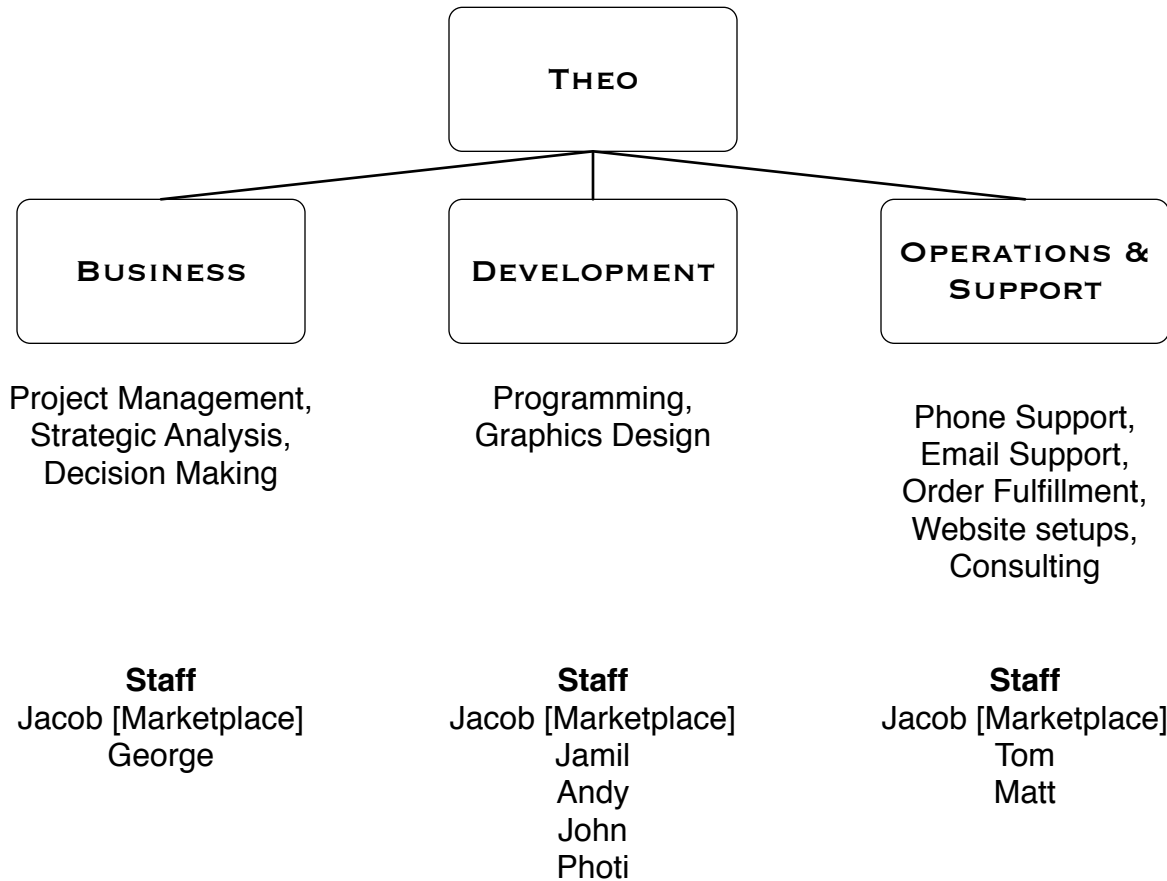 THEO
BUSINESS
DEVELOPMENT
OPERATIONS &
SUPPORT
Project Management,
Strategic Analysis,
Decision Making
Programming,
Graphics Design
Phone Support,
Email Support,
Order Fulfillment,
Website setups,
Consulting
Staff
Jacob [Marketplace]
George
Staff
Jacob [Marketplace]
Jamil
Andy
John
Photi
Staff
Jacob [Marketplace]
Tom
Matt